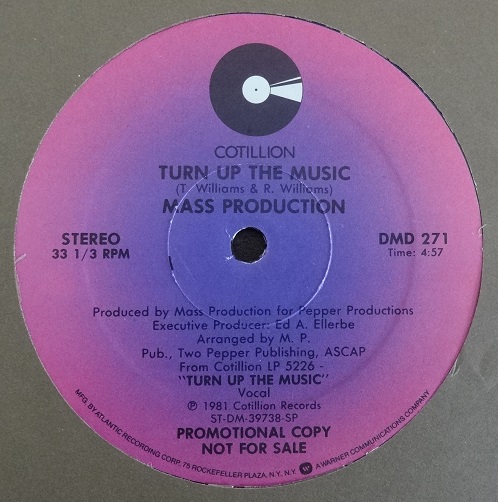 COTILLION
TURN UP THE MUSIC
(T. Williams & R. Williams)
MASS PRODUCTION
STEREO
33 1/3 RPM
DMD 271
Time: 4:57
Produced by Mass Production for Pepper Productions
Executive Producer: Ed A. Ellerbe
Arranged by M. P.
Pub., Two Pepper Publishing, ASCAP
From Cotillion LP 5226 -
"TURN UP THE MUSIC"
Vocal
℗ 1981 Cotillion Records
ST-DM-39738-SP
PROMOTIONAL COPY
NOT FOR SALE
MFG. BY ATLANTIC RECORDING CORP. 75 ROCKEFELLER PLAZA, N.Y. N.Y. A WARNER COMMUNICATIONS COMPANY